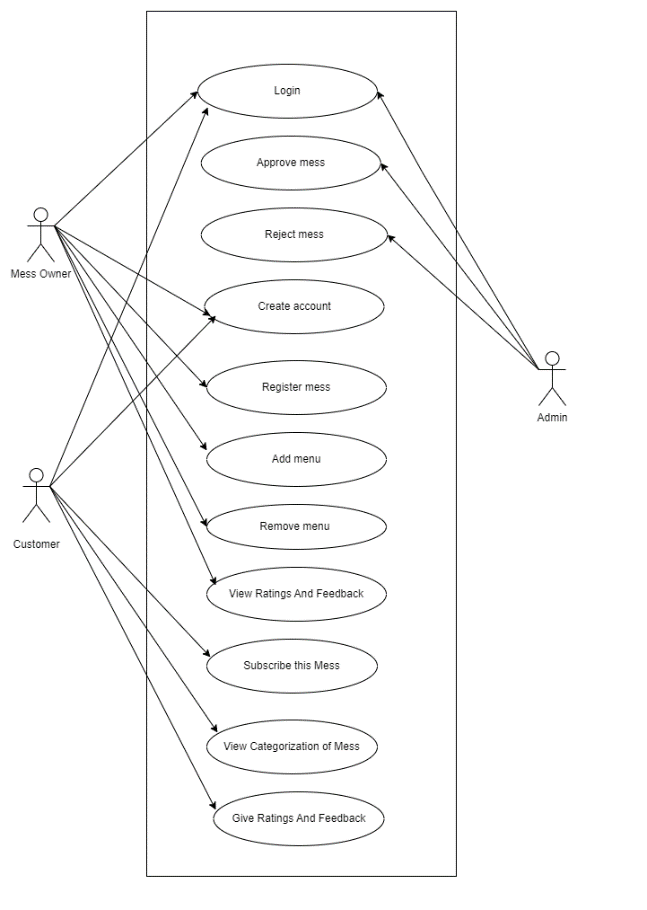 Login
Approve mess
Reject mess
Mess Owner
Create account
Register mess
Admin
Add menu
Remove menu
Customer
View Ratings And Feedback
Subscribe this Mess
View Categorization of Mess
Give Ratings And Feedback